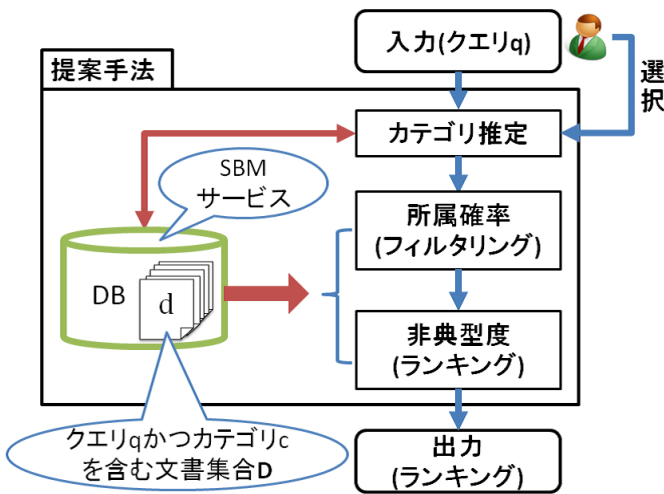 入力(クエリq)
提案手法
選
択
カテゴリ推定
SBM
サービス
所属確率
(フィルタリング)
DB
d
非典型度
(ランキング)
クエリqかつカテゴリc
を含む文書集合D
出力
(ランキング)